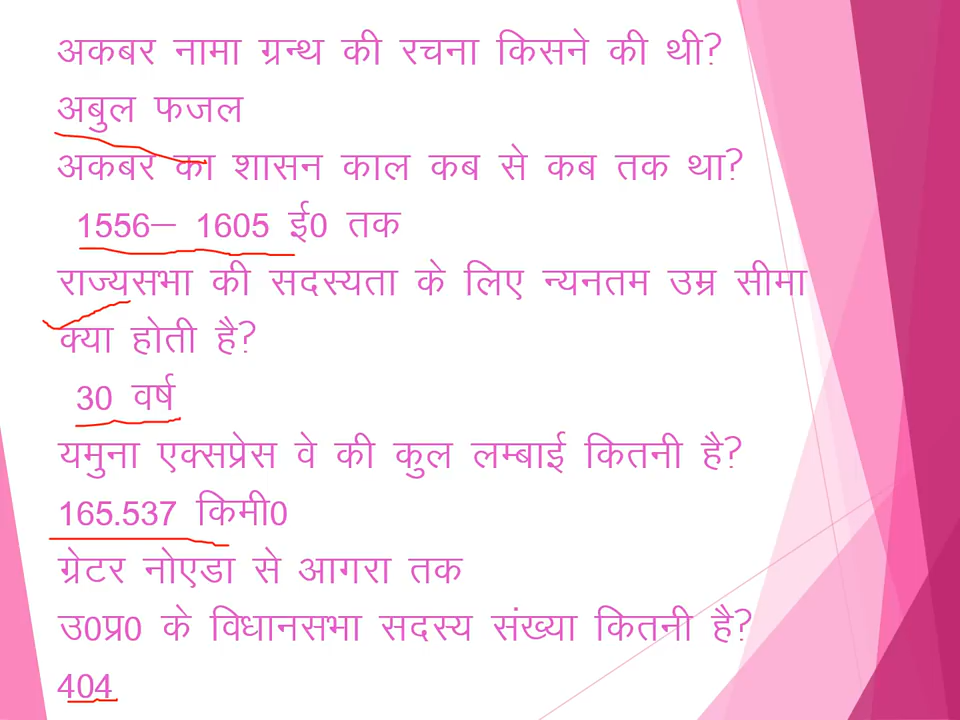 अकबर नामा ग्रन्थ की रचना किसने की थी?
अबुल फजल
अकबर का शासन काल कब से कब तक था?
1556– 1605 ई0 तक
राज्यसभा की सदस्यता के लिए न्यनतम उम्र सीमा
क्या होती है?
30 वर्ष
यमुना एक्सप्रेस वे की कुल लम्बाई कितनी है?
165.537 किमी0
ग्रेटर नोएडा से आगरा तक
उ0प्र0 के विधानसभा सदस्य संख्या कितनी है?
404